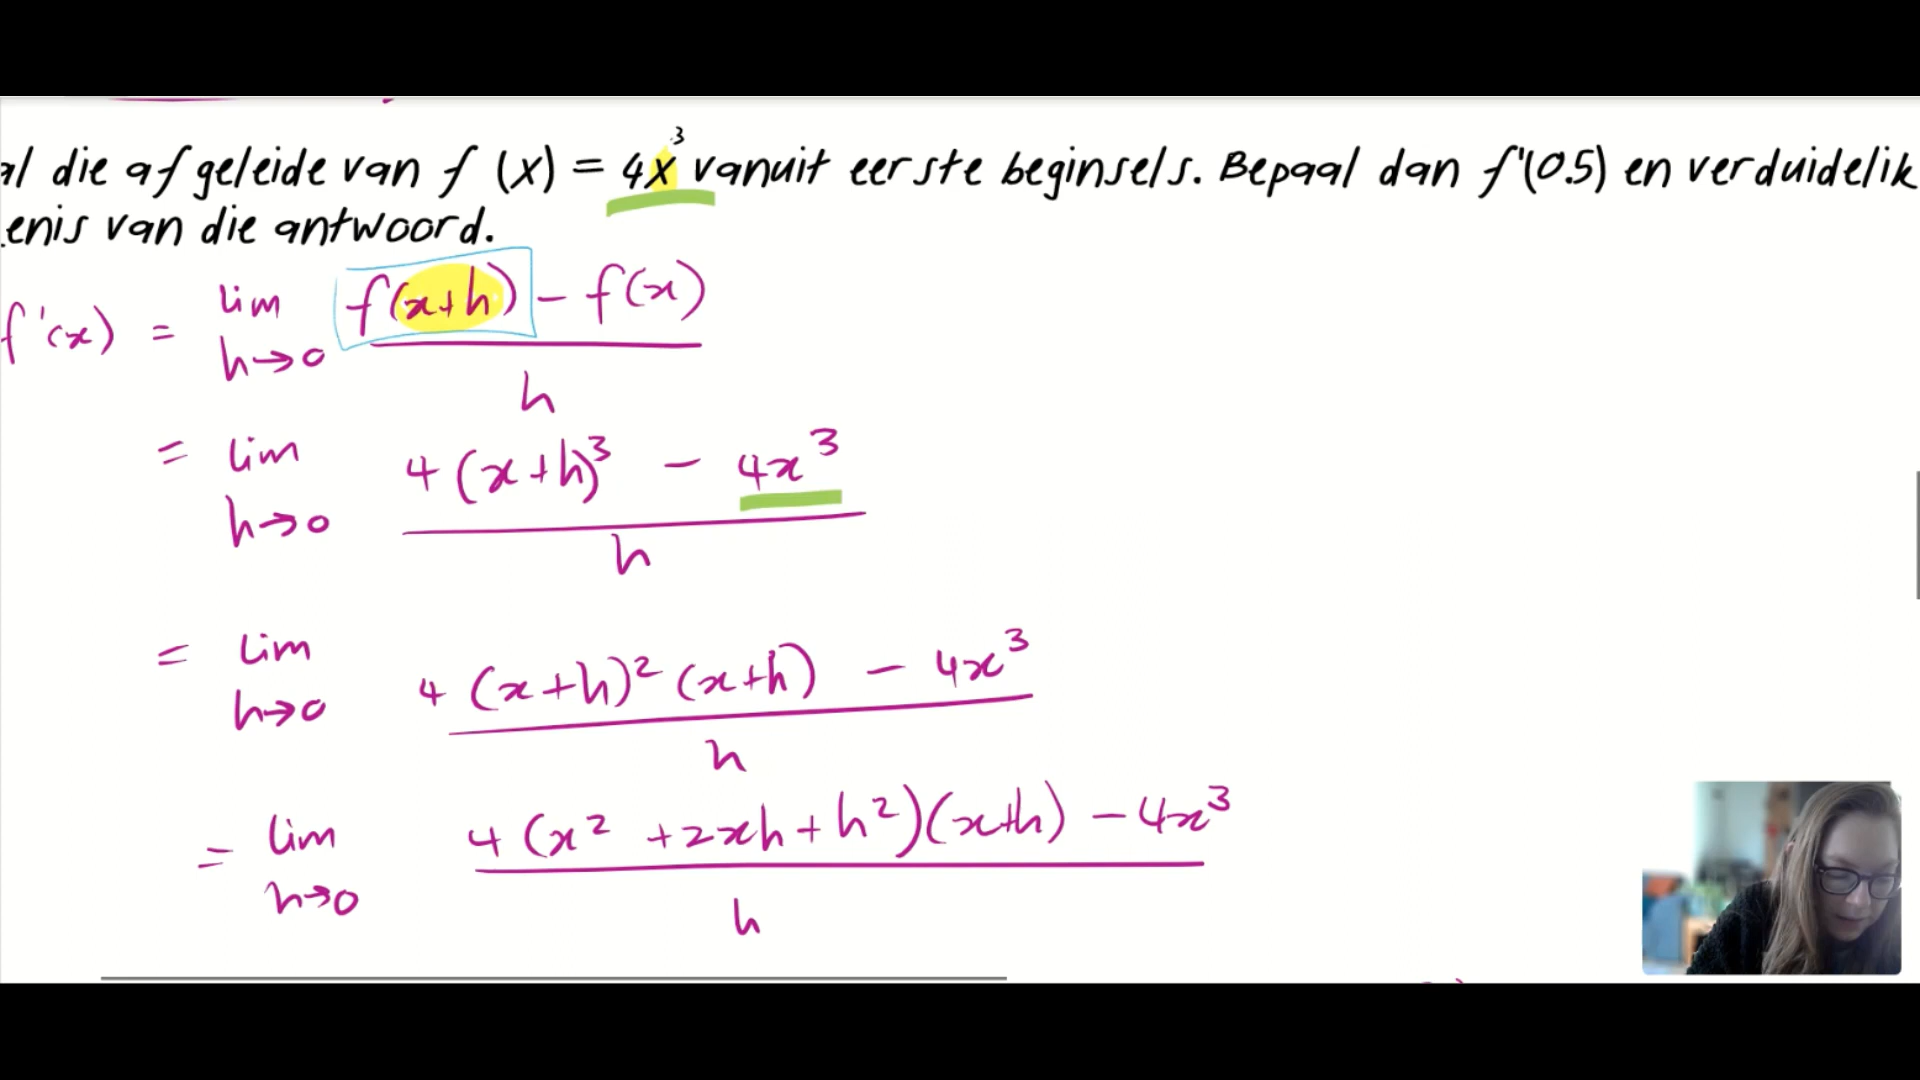 al die afgeleide van f (x) = 4x³ vanuit eerste beginsels. Bepaal dan f'(0.5) en verduidelik
enis van die antwoord.
f'(x) = lim h→0 (f(x+h) − f(x)) / h
= lim h→0 (4(x+h)³ − 4x³) / h
= lim h→0 (4(x+h)²(x+h) − 4x³) / h
= lim h→0 (4(x² + 2xh + h²)(x+h) − 4x³) / h